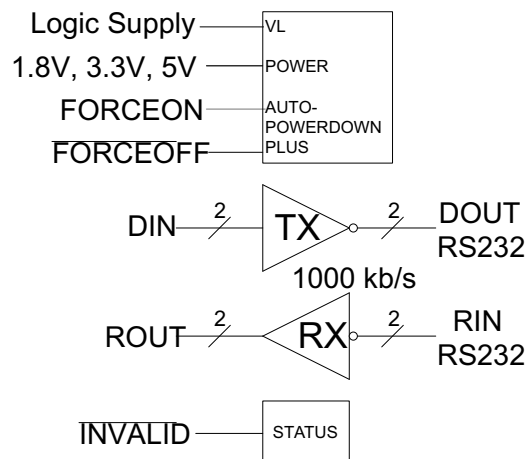 Logic Supply
VL
1.8V, 3.3V, 5V
POWER
FORCEON
AUTO-
POWERDOWN
FORCEOFF
PLUS
DIN
2
TX
2
DOUT
RS232
1000 kb/s
ROUT
2
RX
2
RIN
RS232
INVALID
STATUS